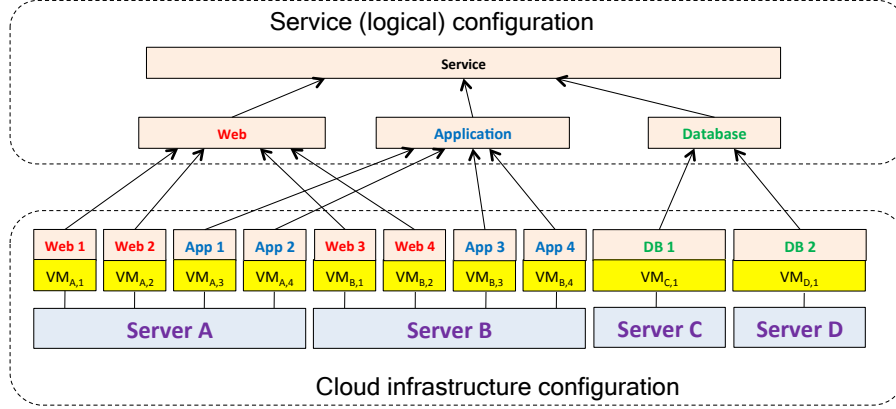 Service (logical) configuration
Service
Web Application Database
Web 1 Web 2 App 1 App 2 Web 3 Web 4 App 3 App 4 DB 1 DB 2
VMA,1 VMA,2 VMA,3 VMA,4 VMB,1 VMB,2 VMB,3 VMB,4 VMC,1 VMD,1
Server A Server B Server C Server D
Cloud infrastructure configuration